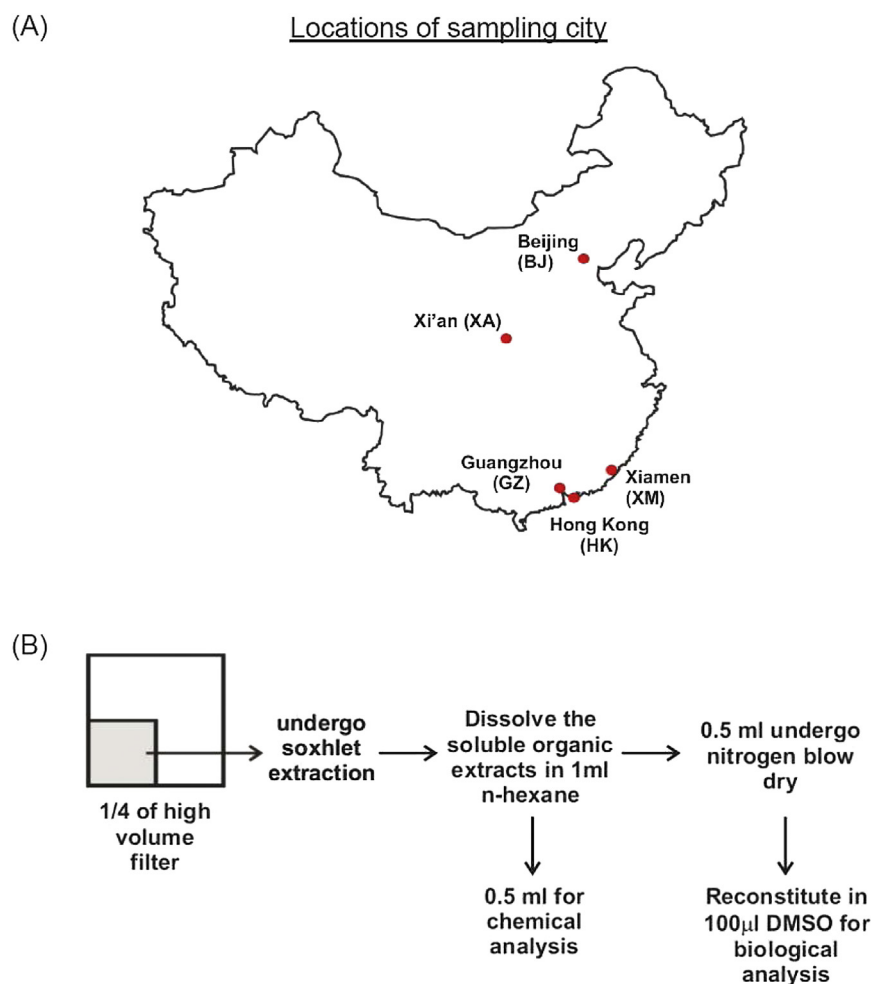 (A)
Locations of sampling city
Beijing
(BJ)
Xi'an (XA)
Guangzhou
(GZ)
Xiamen
(XM)
Hong Kong
(HK)
(B)
1/4 of high
volume
filter
undergo
soxhlet
extraction
Dissolve the
soluble organic
extracts in 1ml
n-hexane
0.5 ml for
chemical
analysis
0.5 ml undergo
nitrogen blow
dry
Reconstitute in
100μl DMSO for
biological
analysis